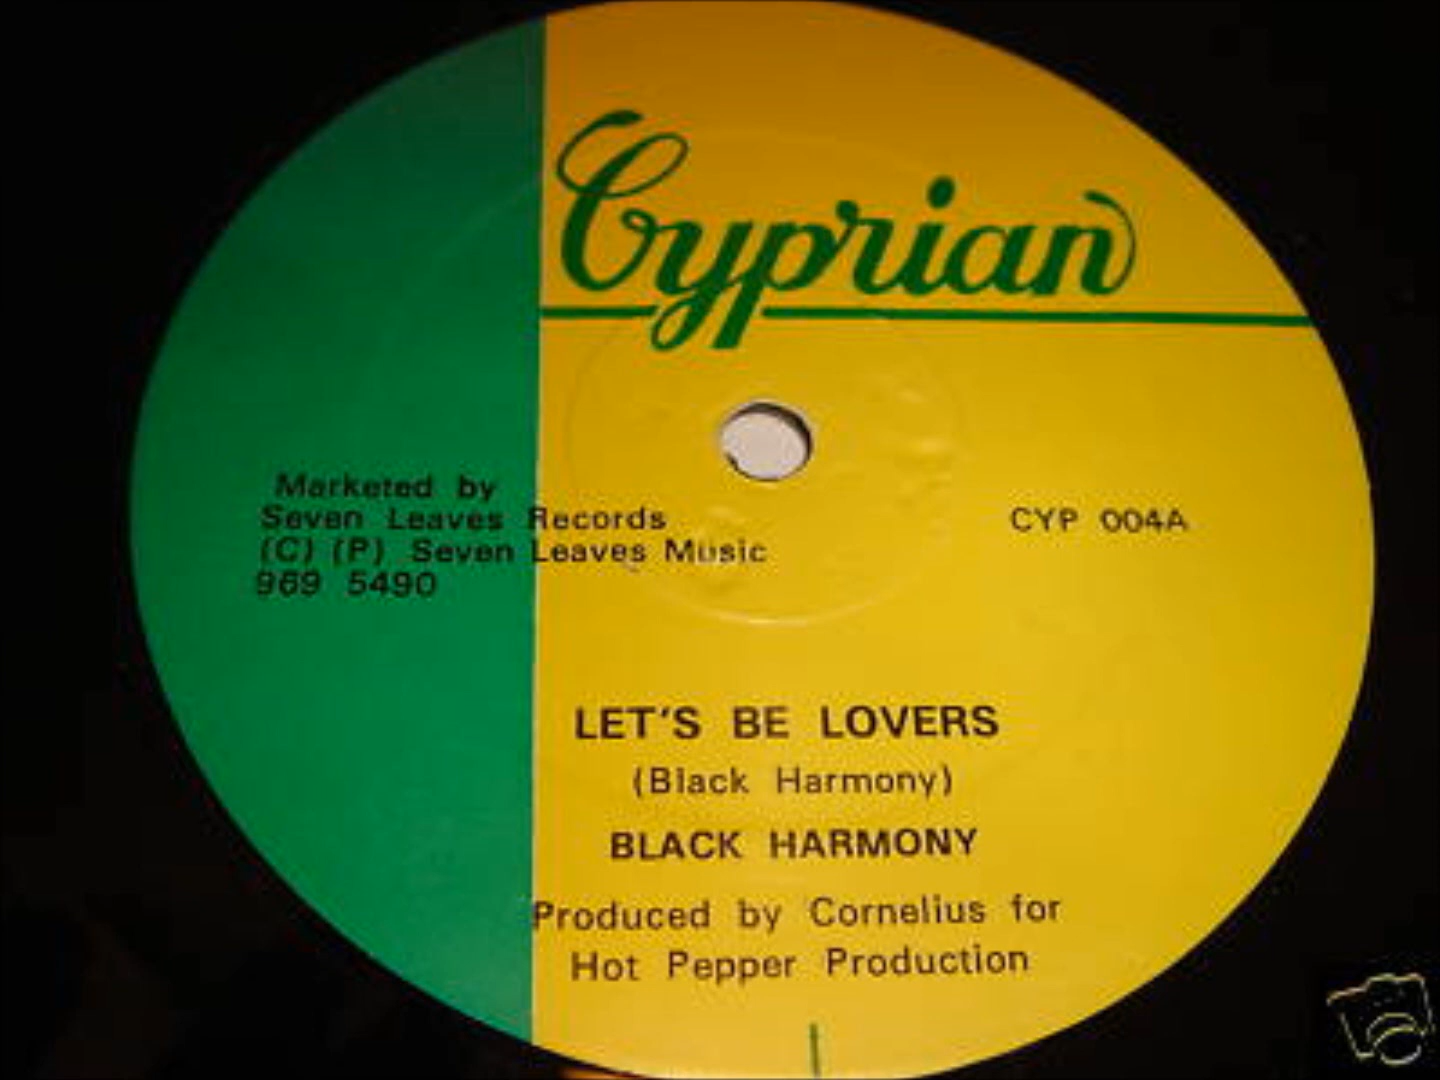 Cyprian
Marketed by
Seven Leaves Records
(C) (P) Seven Leaves Music
969 5490
CYP 004A
LET'S BE LOVERS
(Black Harmony)
BLACK HARMONY
Produced by Cornelius for
Hot Pepper Production